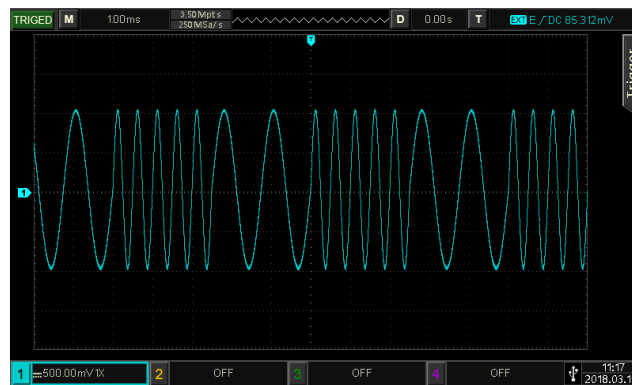 TRIGED M 1.00ms 3.50Mpts 250MSa/s D 0.00s T EXT E DC 85.312mV
T
Trigger
1
1 500.00mV 1X 2 OFF 3 OFF 4 OFF 11:17
2018.03.1